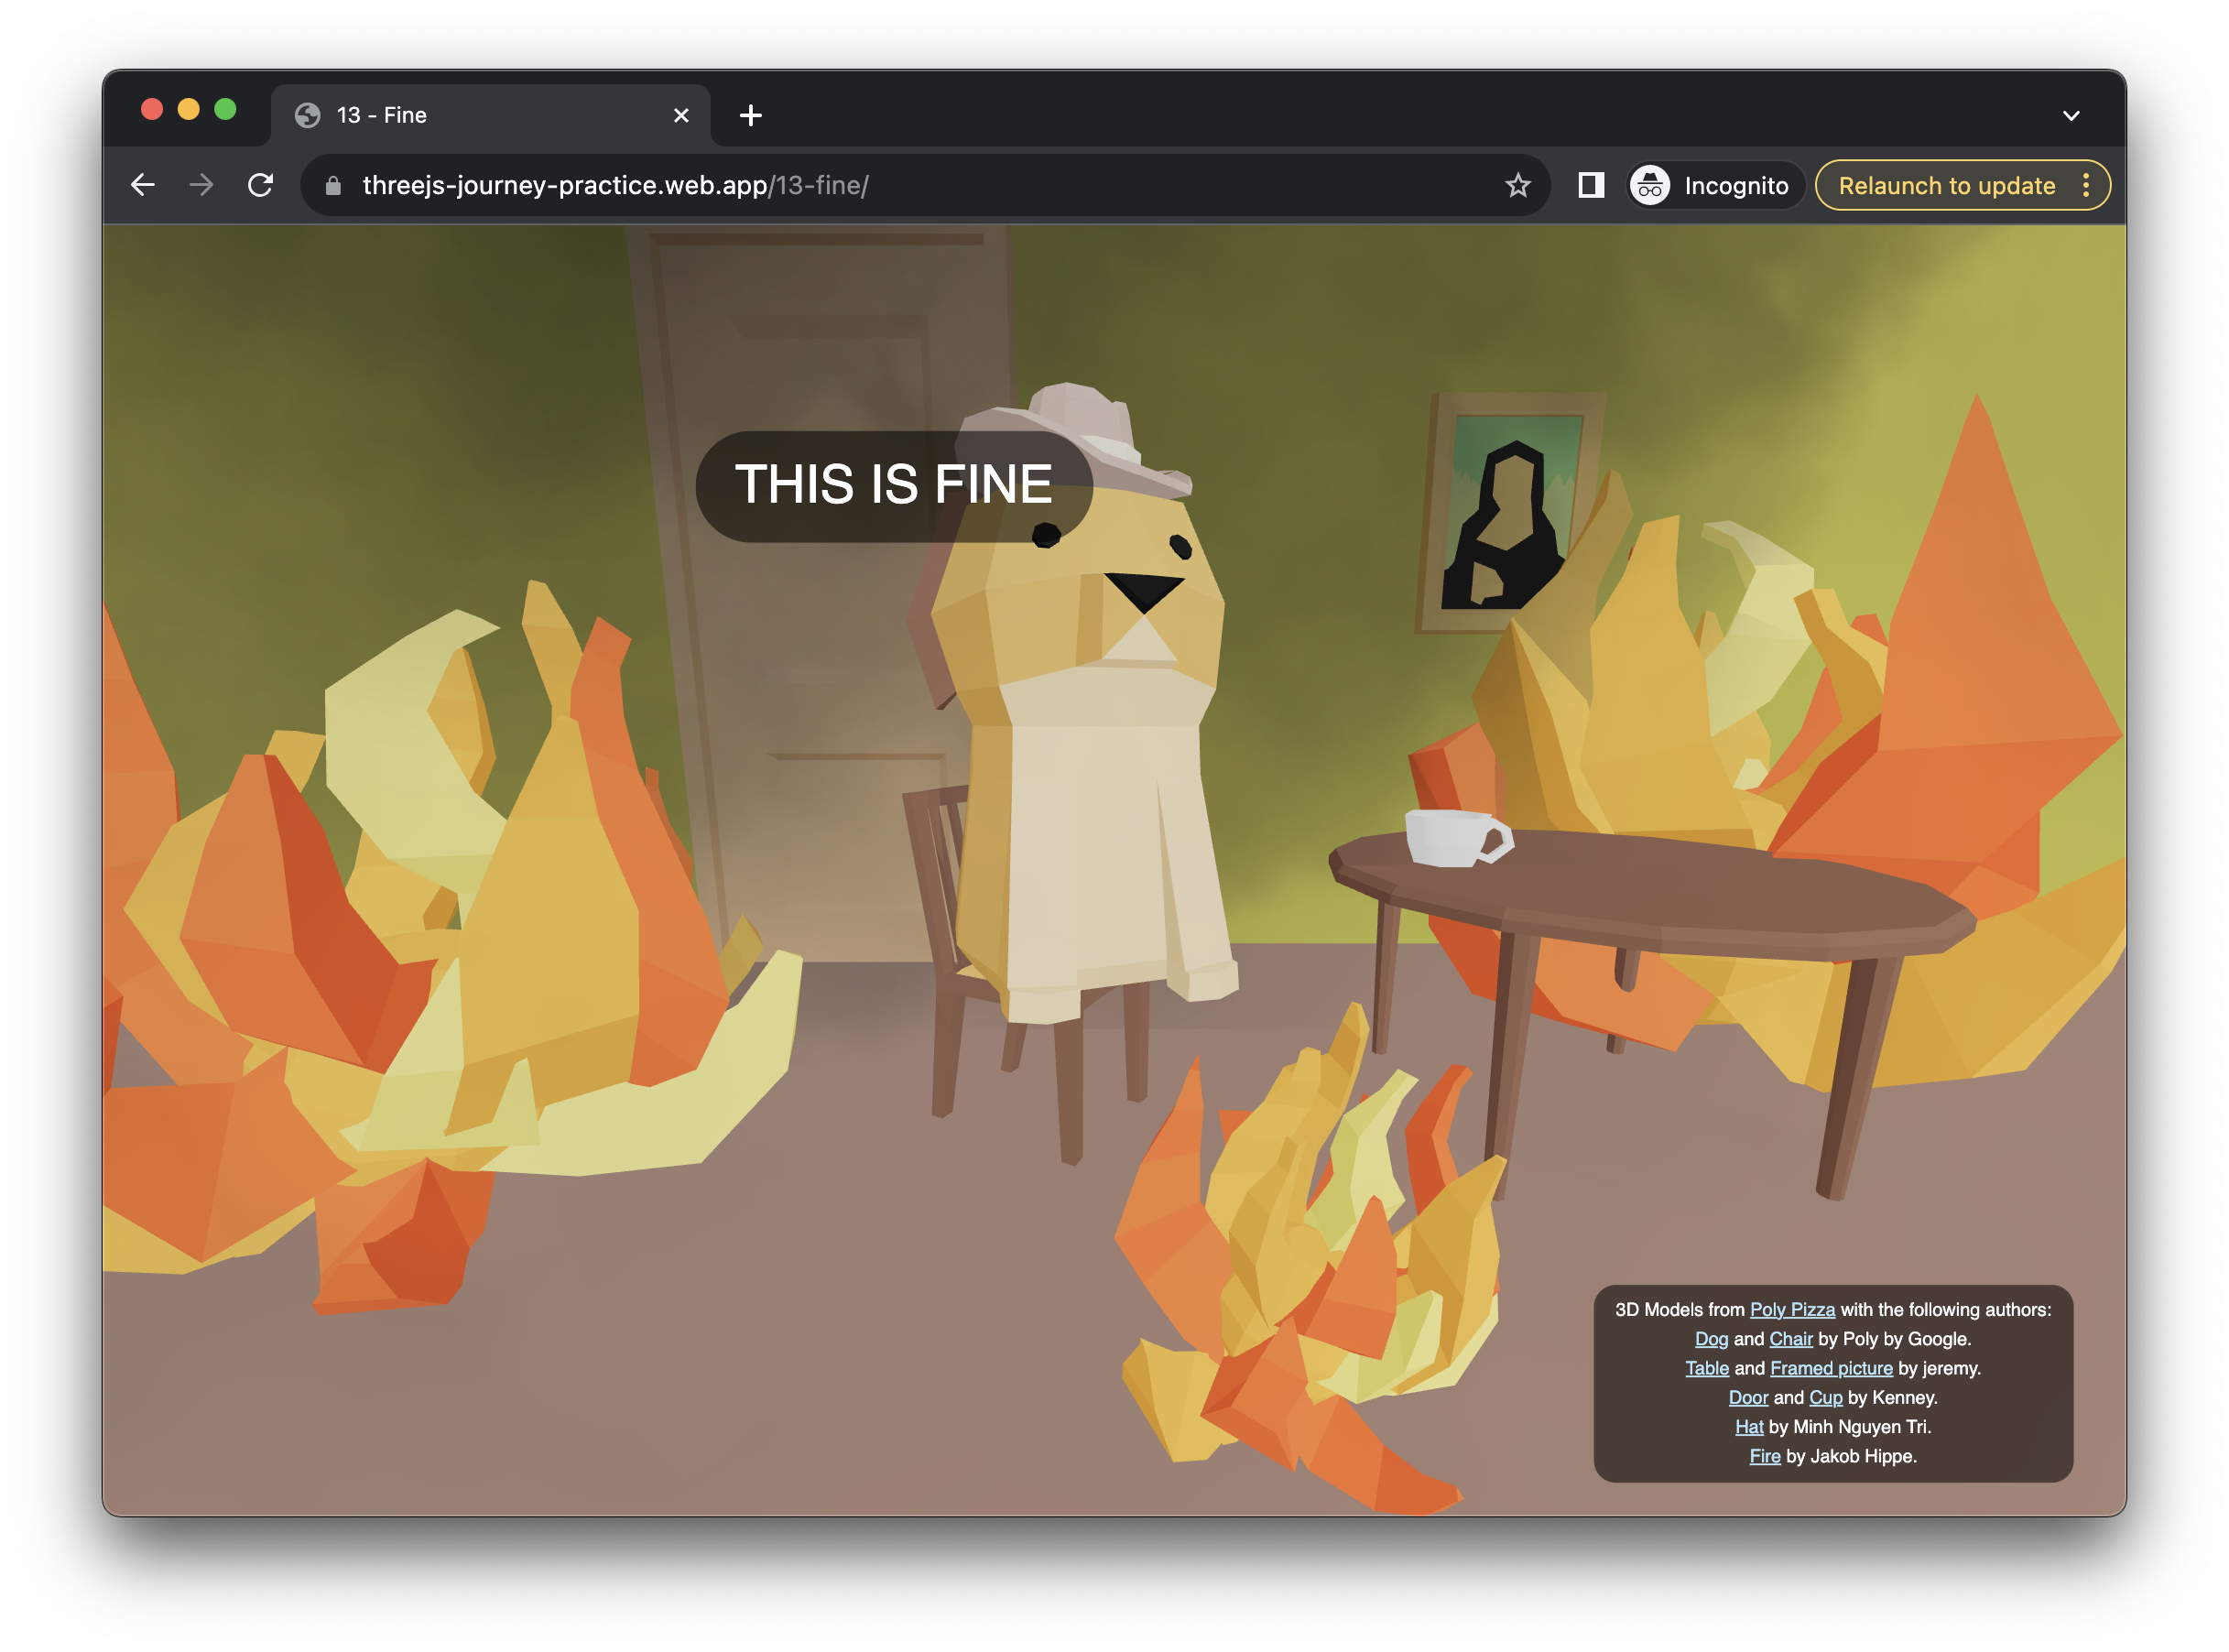 13 - Fine
threejs-journey-practice.web.app/13-fine/
Incognito
Relaunch to update
THIS IS FINE
3D Models from Poly Pizza with the following authors:
Dog and Chair by Poly by Google.
Table and Framed picture by jeremy.
Door and Cup by Kenney.
Hat by Minh Nguyen Tri.
Fire by Jakob Hippe.